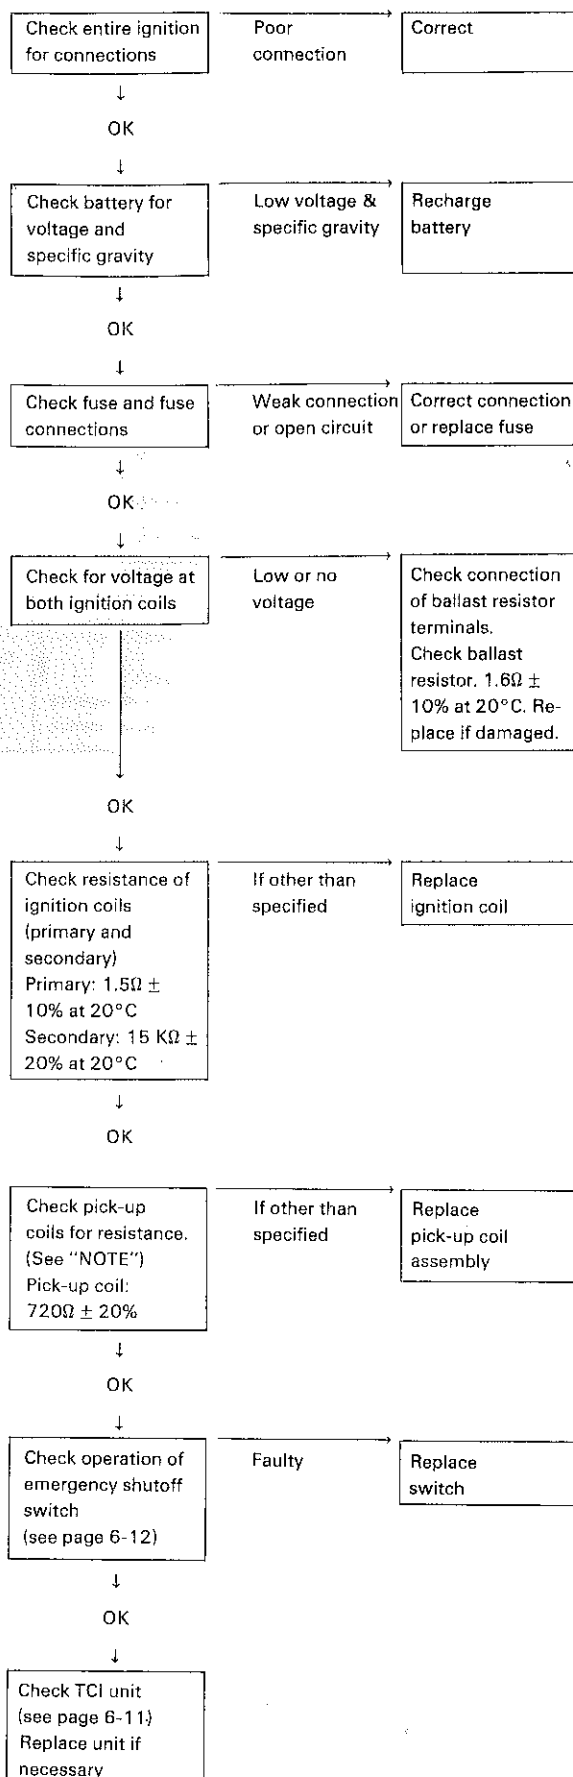 Check entire ignition
for connections
Poor
connection
Correct
OK
Check battery for
voltage and
specific gravity
Low voltage &
specific gravity
Recharge
battery
OK
Check fuse and fuse
connections
Weak connection
or open circuit
Correct connection
or replace fuse
OK
Check for voltage at
both ignition coils
Low or no
voltage
Check connection
of ballast resistor
terminals.
Check ballast
resistor. 1.6Ω ±
10% at 20°C. Re-
place if damaged.
OK
Check resistance of
ignition coils
(primary and
secondary)
Primary: 1.5Ω ±
10% at 20°C
Secondary: 15 KΩ ±
20% at 20°C
If other than
specified
Replace
ignition coil
OK
Check pick-up
coils for resistance.
(See "NOTE")
Pick-up coil:
720Ω ± 20%
If other than
specified
Replace
pick-up coil
assembly
OK
Check operation of
emergency shutoff
switch
(see page 6-12)
Faulty
Replace
switch
OK
Check TCI unit
(see page 6-11.)
Replace unit if
necessary